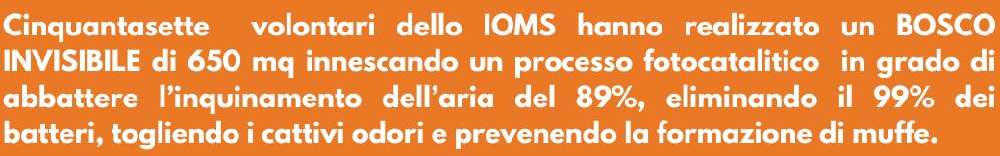 Cinquantasette volontari dello IOMS hanno realizzato un BOSCO
INVISIBILE di 650 mq innescando un processo fotocatalitico in grado di
abbattere l’inquinamento dell’aria del 89%, eliminando il 99% dei
batteri, togliendo i cattivi odori e prevenendo la formazione di muffe.